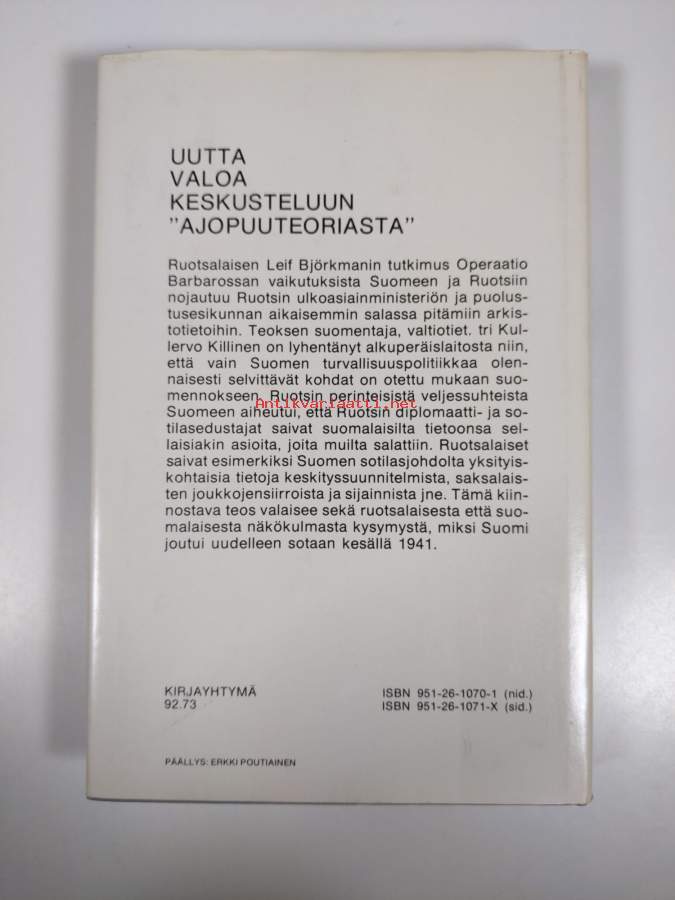 UUTTA
VALOA
KESKUSTELUUN
"AJOPUUTEORIASTA"
Ruotsalaisen Leif Björkmanin tutkimus Operaatio
Barbarossan vaikutuksista Suomeen ja Ruotsiin
nojautuu Ruotsin ulkoasiainministeriön ja puolus-
tusesikunnan aikaisemmin salassa pitämiin arkis-
totietoihin. Teoksen suomentaja, valtiotiet. tri Kul-
lervo Killinen on lyhentänyt alkuperäislaitosta niin,
että vain Suomen turvallisuuspolitiikkaa olen-
naisesti selvittävät kohdat on otettu mukaan suo-
mennokseen. Ruotsin perinteisistä veljessuhteista
Antikvariaatti.net
Suomeen aiheutui, että Ruotsin diplomaatti- ja so-
tilasedustajat saivat suomalaisilta tietoonsa sel-
laisiakin asioita, joita muilta salattiin. Ruotsalaiset
saivat esimerkiksi Suomen sotilasjohdolta yksityis-
kohtaisia tietoja keskityssuunnitelmista, saksalais-
ten joukkojensiirroista ja sijainnista jne. Tämä kiin-
nostava teos valaisee sekä ruotsalaisesta että suo-
malaisesta näkökulmasta kysymystä, miksi Suomi
joutui uudelleen sotaan kesällä 1941.
KIRJAYHTYMÄ
92.73
ISBN 951-26-1070-1 (nid.)
ISBN 951-26-1071-X (sid.)
PÄÄLLYS: ERKKI POUTIAINEN